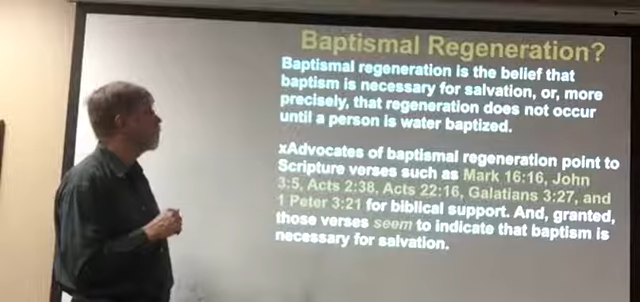 Baptismal Regeneration?
Baptismal regeneration is the belief that
baptism is necessary for salvation, or, more
precisely, that regeneration does not occur
until a person is water baptized.
xAdvocates of baptismal regeneration point to
Scripture verses such as Mark 16:16, John
3:5, Acts 2:38, Acts 22:16, Galatians 3:27, and
1 Peter 3:21 for biblical support. And, granted,
those verses seem to indicate that baptism is
necessary for salvation.